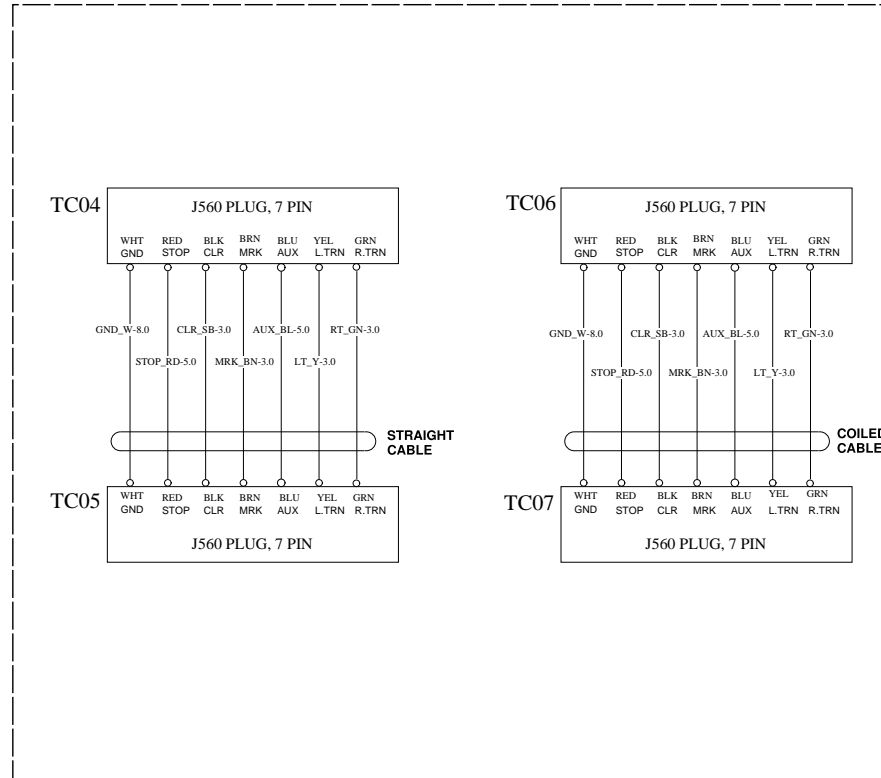 TC04
J560 PLUG, 7 PIN
WHT RED BLK BRN BLU YEL GRN
GND STOP CLR MRK AUX L.TRN R.TRN
GND_W-8.0 CLR_SB-3.0 AUX_BL-5.0 RT_GN-3.0
STOP_RD-5.0 MRK_BN-3.0 LT_Y-3.0
STRAIGHT
CABLE
TC05
WHT RED BLK BRN BLU YEL GRN
GND STOP CLR MRK AUX L.TRN R.TRN
J560 PLUG, 7 PIN
TC06
J560 PLUG, 7 PIN
WHT RED BLK BRN BLU YEL GRN
GND STOP CLR MRK AUX L.TRN R.TRN
GND_W-8.0 CLR_SB-3.0 AUX_BL-5.0 RT_GN-3.0
STOP_RD-5.0 MRK_BN-3.0 LT_Y-3.0
COILED
CABLE
TC07
WHT RED BLK BRN BLU YEL GRN
GND STOP CLR MRK AUX L.TRN R.TRN
J560 PLUG, 7 PIN